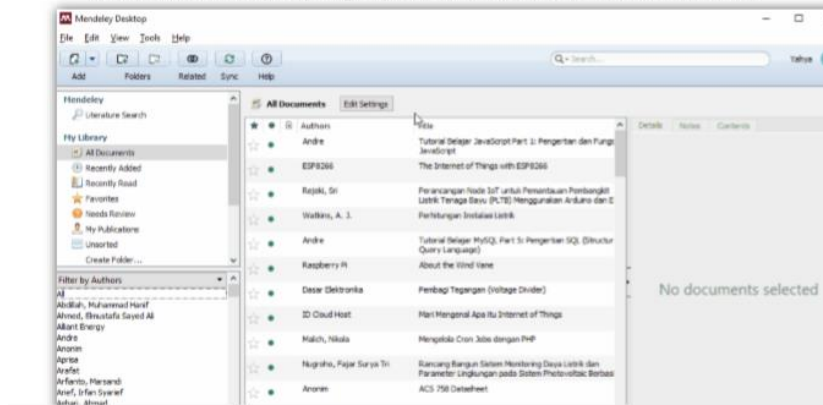 Mendeley Desktop
File Edit View Tools Help
Add Folders Related Sync Help
Search...
Yahya
Mendeley
Literature Search
My Library
All Documents
Recently Added
Recently Read
Favorites
Needs Review
My Publications
Unsorted
Create Folder...
Filter by Authors
All
Abdillah, Muhammad Hanif
Ahmed, Elmustafa Sayed Ali
Aliant Energy
Andre
Anonim
Aprisa
Arafat
Arfianto, Marsandi
Arief, Irfan Syarief
Ashari, Ahmad
All Documents Edit Settings
Authors Title
Andre Tutorial Belajar JavaScript Part 1: Pengertian dan Fungs
JavaScript
ESP8266 The Internet of Things with ESP8266
Rejeki, Sri Perancangan Node IoT untuk Pemantauan Pembangkit
Listrik Tenaga Bayu (PLTB) Menggunakan Arduino dan E
Watkins, A. J. Perhitungan Instalasi Listrik
Andre Tutorial Belajar MySQL Part 5: Pengertian SQL (Structur
Query Language)
Raspberry Pi About the Wind Vane
Dasar Elektronika Pembagi Tegangan (Voltage Divider)
ID Cloud Host Mari Mengenal Apa Itu Internet of Things
Malich, Nikola Mengelola Cron Jobs dengan PHP
Nugroho, Fajar Surya Tri Rancang Bangun Sistem Monitoring Daya Listrik dan
Parameter Lingkungan pada Sistem Photovoltaic Berbasi
Anonim ACS 758 Datasheet
Details Notes Contents
No documents selected